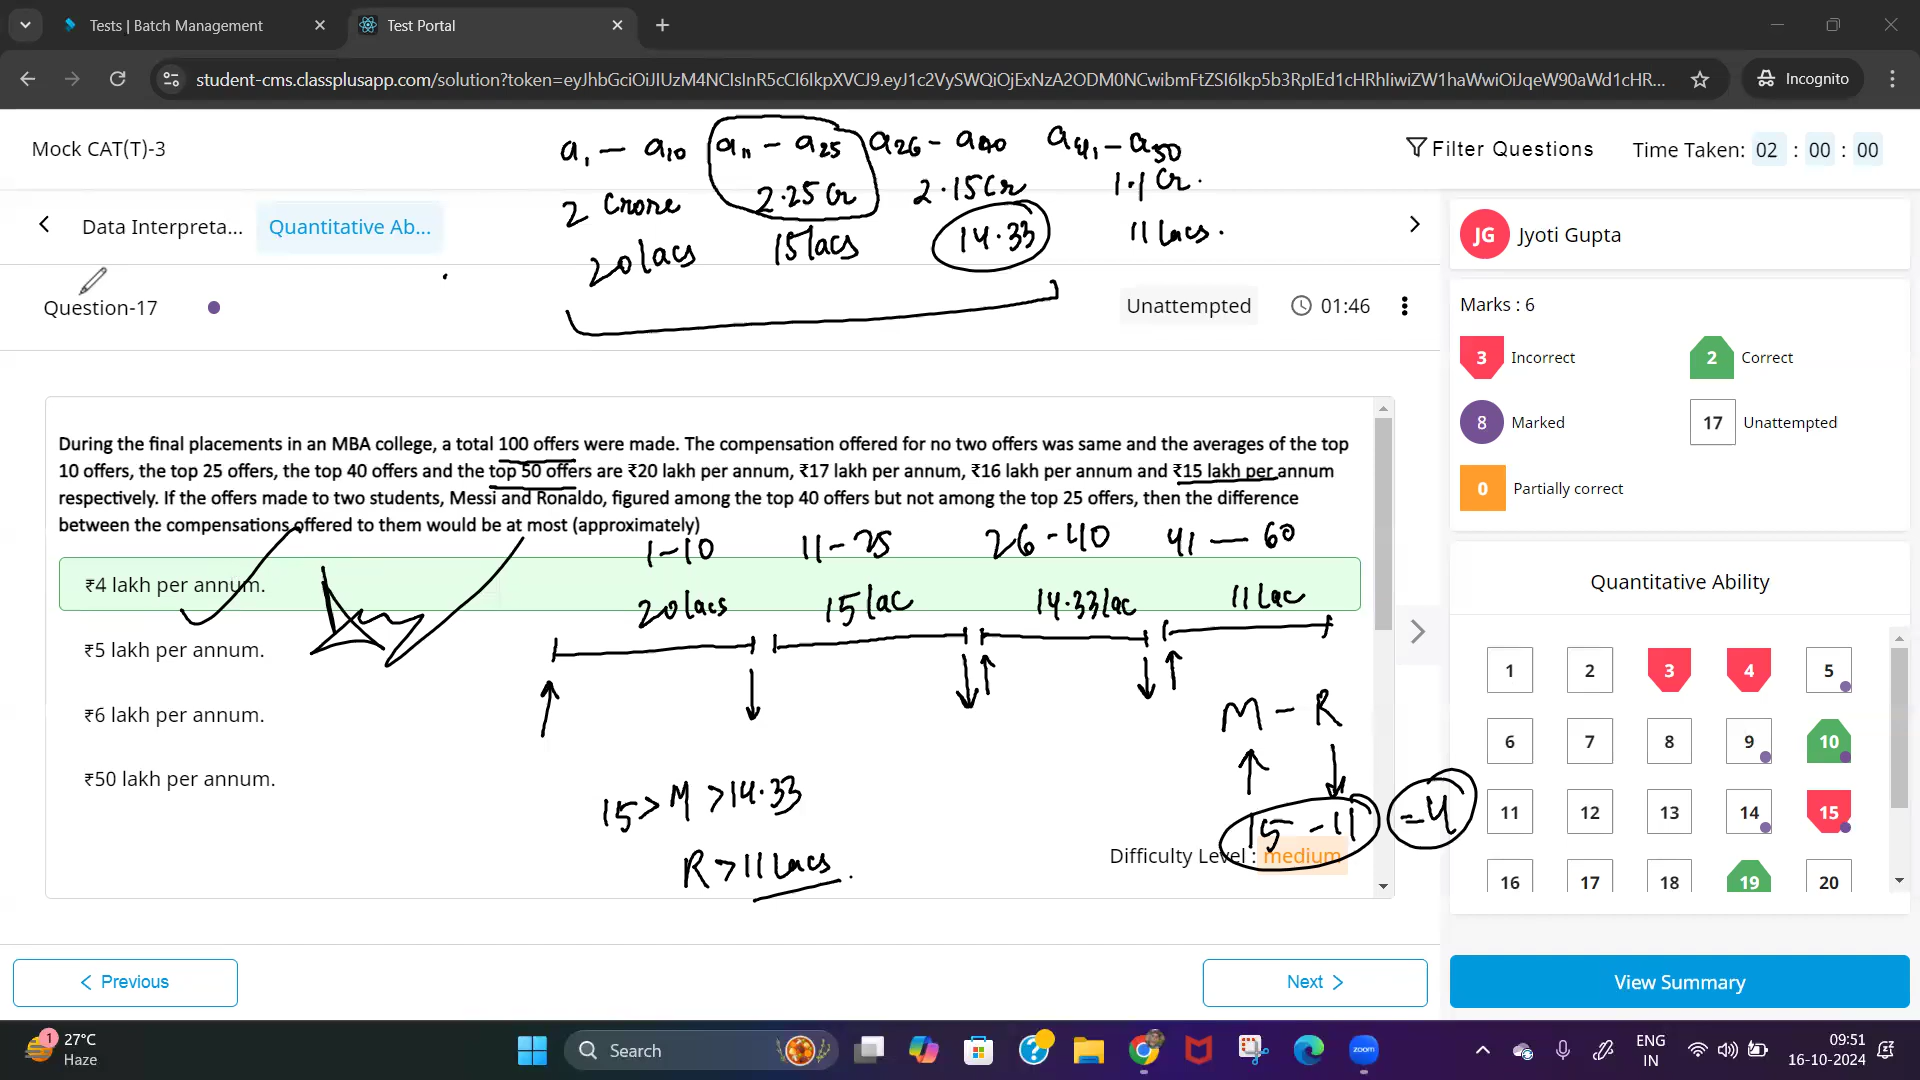 Tests | Batch Management
Test Portal
student-cms.classplusapp.com/solution?token=eyJhbGciOiJIUzM4NCIsInR5cCI6IkpXVCJ9.eyJ1c2VySWQiOjExNzA2ODM0NCwibmFtZSI6Ikp5b3RpIEd1cHRhIiwiZW1haWwiOiJqeW90aWd1cHR...
Incognito
Mock CAT(T)-3
a1 — a10 a11 - a25 a26 - a40 a41 - a50
Filter Questions
Time Taken: 02 : 00 : 00
2 crore 2.25Cr 2.15Cr 1.1 Cr.
Data Interpreta...
Quantitative Ab...
20 lacs 15 lacs 14.33 11 lacs.
JG Jyoti Gupta
Question-17
Unattempted
01:46
Marks : 6
3 Incorrect
2 Correct
8 Marked
17 Unattempted
0 Partially correct
During the final placements in an MBA college, a total 100 offers were made. The compensation offered for no two offers was same and the averages of the top
10 offers, the top 25 offers, the top 40 offers and the top 50 offers are ₹20 lakh per annum, ₹17 lakh per annum, ₹16 lakh per annum and ₹15 lakh per annum
respectively. If the offers made to two students, Messi and Ronaldo, figured among the top 40 offers but not among the top 25 offers, then the difference
between the compensations offered to them would be at most (approximately)
1-10 11-25 26-40 41 — 60
₹4 lakh per annum.
20 lacs 15 lac 14.33 lac 11 Lac
₹5 lakh per annum.
₹6 lakh per annum.
M - R
₹50 lakh per annum.
15 > M > 14.33
15 - 11 = 4
R > 11 Lacs.
Difficulty Level : medium
Quantitative Ability
1 2 3 4 5
6 7 8 9 10
11 12 13 14 15
16 17 18 19 20
Previous
Next
View Summary
1
27°C
Haze
Search
zoom
ENG
IN
09:51
16-10-2024